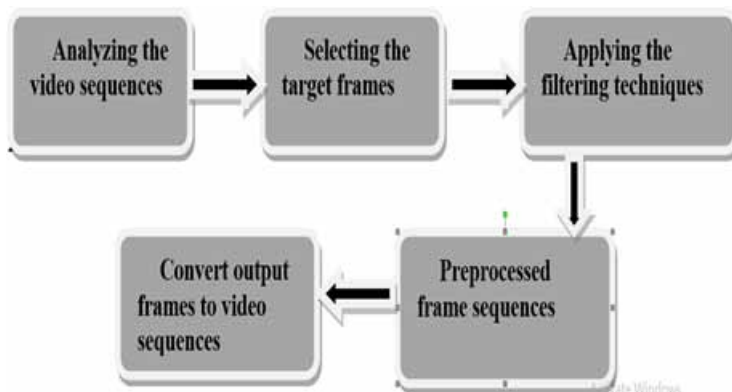 Analyzing the
video sequences
Selecting the
target frames
Applying the
filtering techniques
Preprocessed
frame sequences
Convert output
frames to video
sequences
Windows